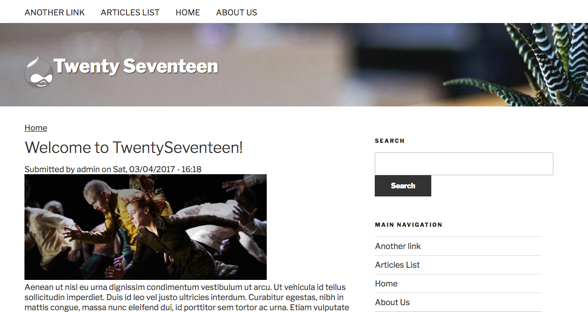 ANOTHER LINK ARTICLES LIST HOME ABOUT US
Twenty Seventeen
Home
Welcome to TwentySeventeen!
Submitted by admin on Sat, 03/04/2017 - 16:18
Aenean ut nisl eu urna dignissim condimentum vestibulum ut arcu. Ut vehicula id tellus
sollicitudin imperdiet. Duis id leo vel justo ultricies interdum. Curabitur egestas, nibh in
mattis congue, massa nunc eleifend dui, id porttitor sem tortor ac urna. Etiam vulputate
SEARCH
Search
MAIN NAVIGATION
Another link
Articles List
Home
About Us